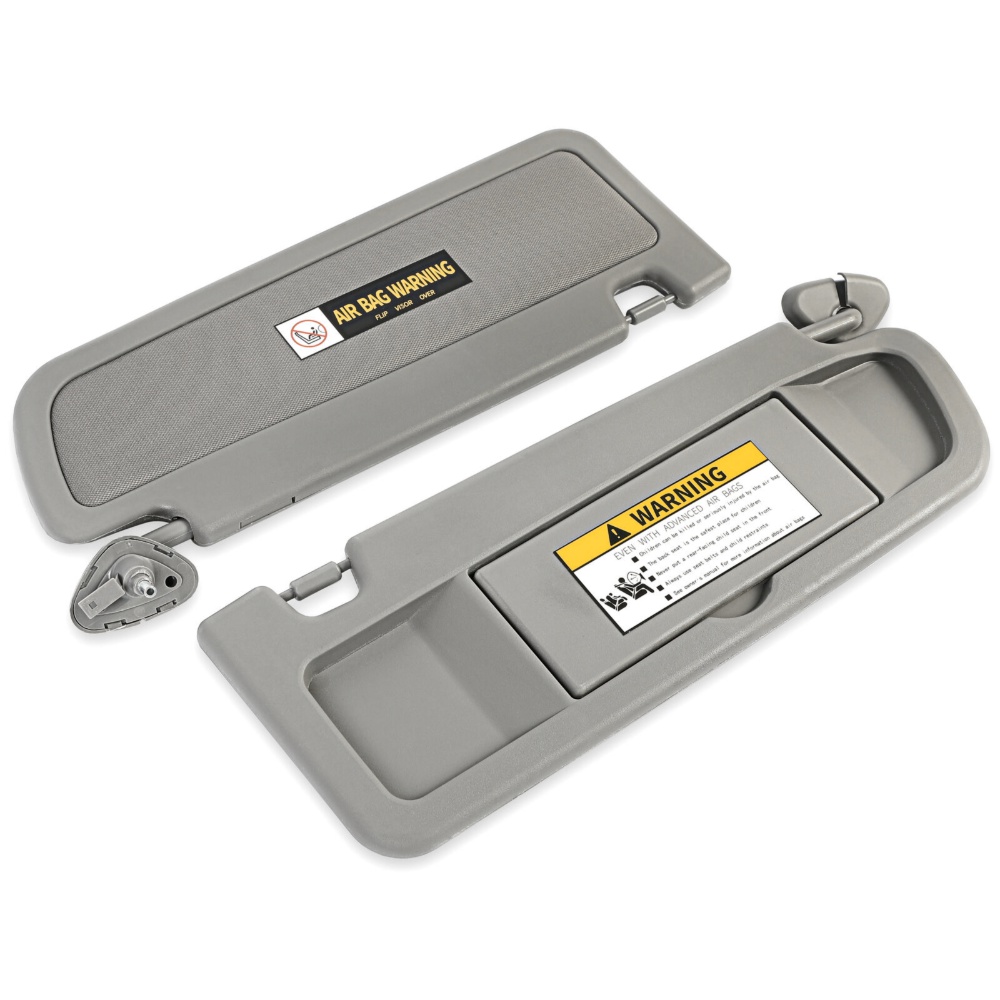 AIR BAG WARNING
FLIP VISOR OVER
WARNING
EVEN WITH ADVANCED AIR BAGS
Children can be killed or seriously injured by the air bag
The back seat is the safest place for children
Never put a rear-facing child seat in the front
Always use seat belts and child restraints
See owner's manual for more information about air bags